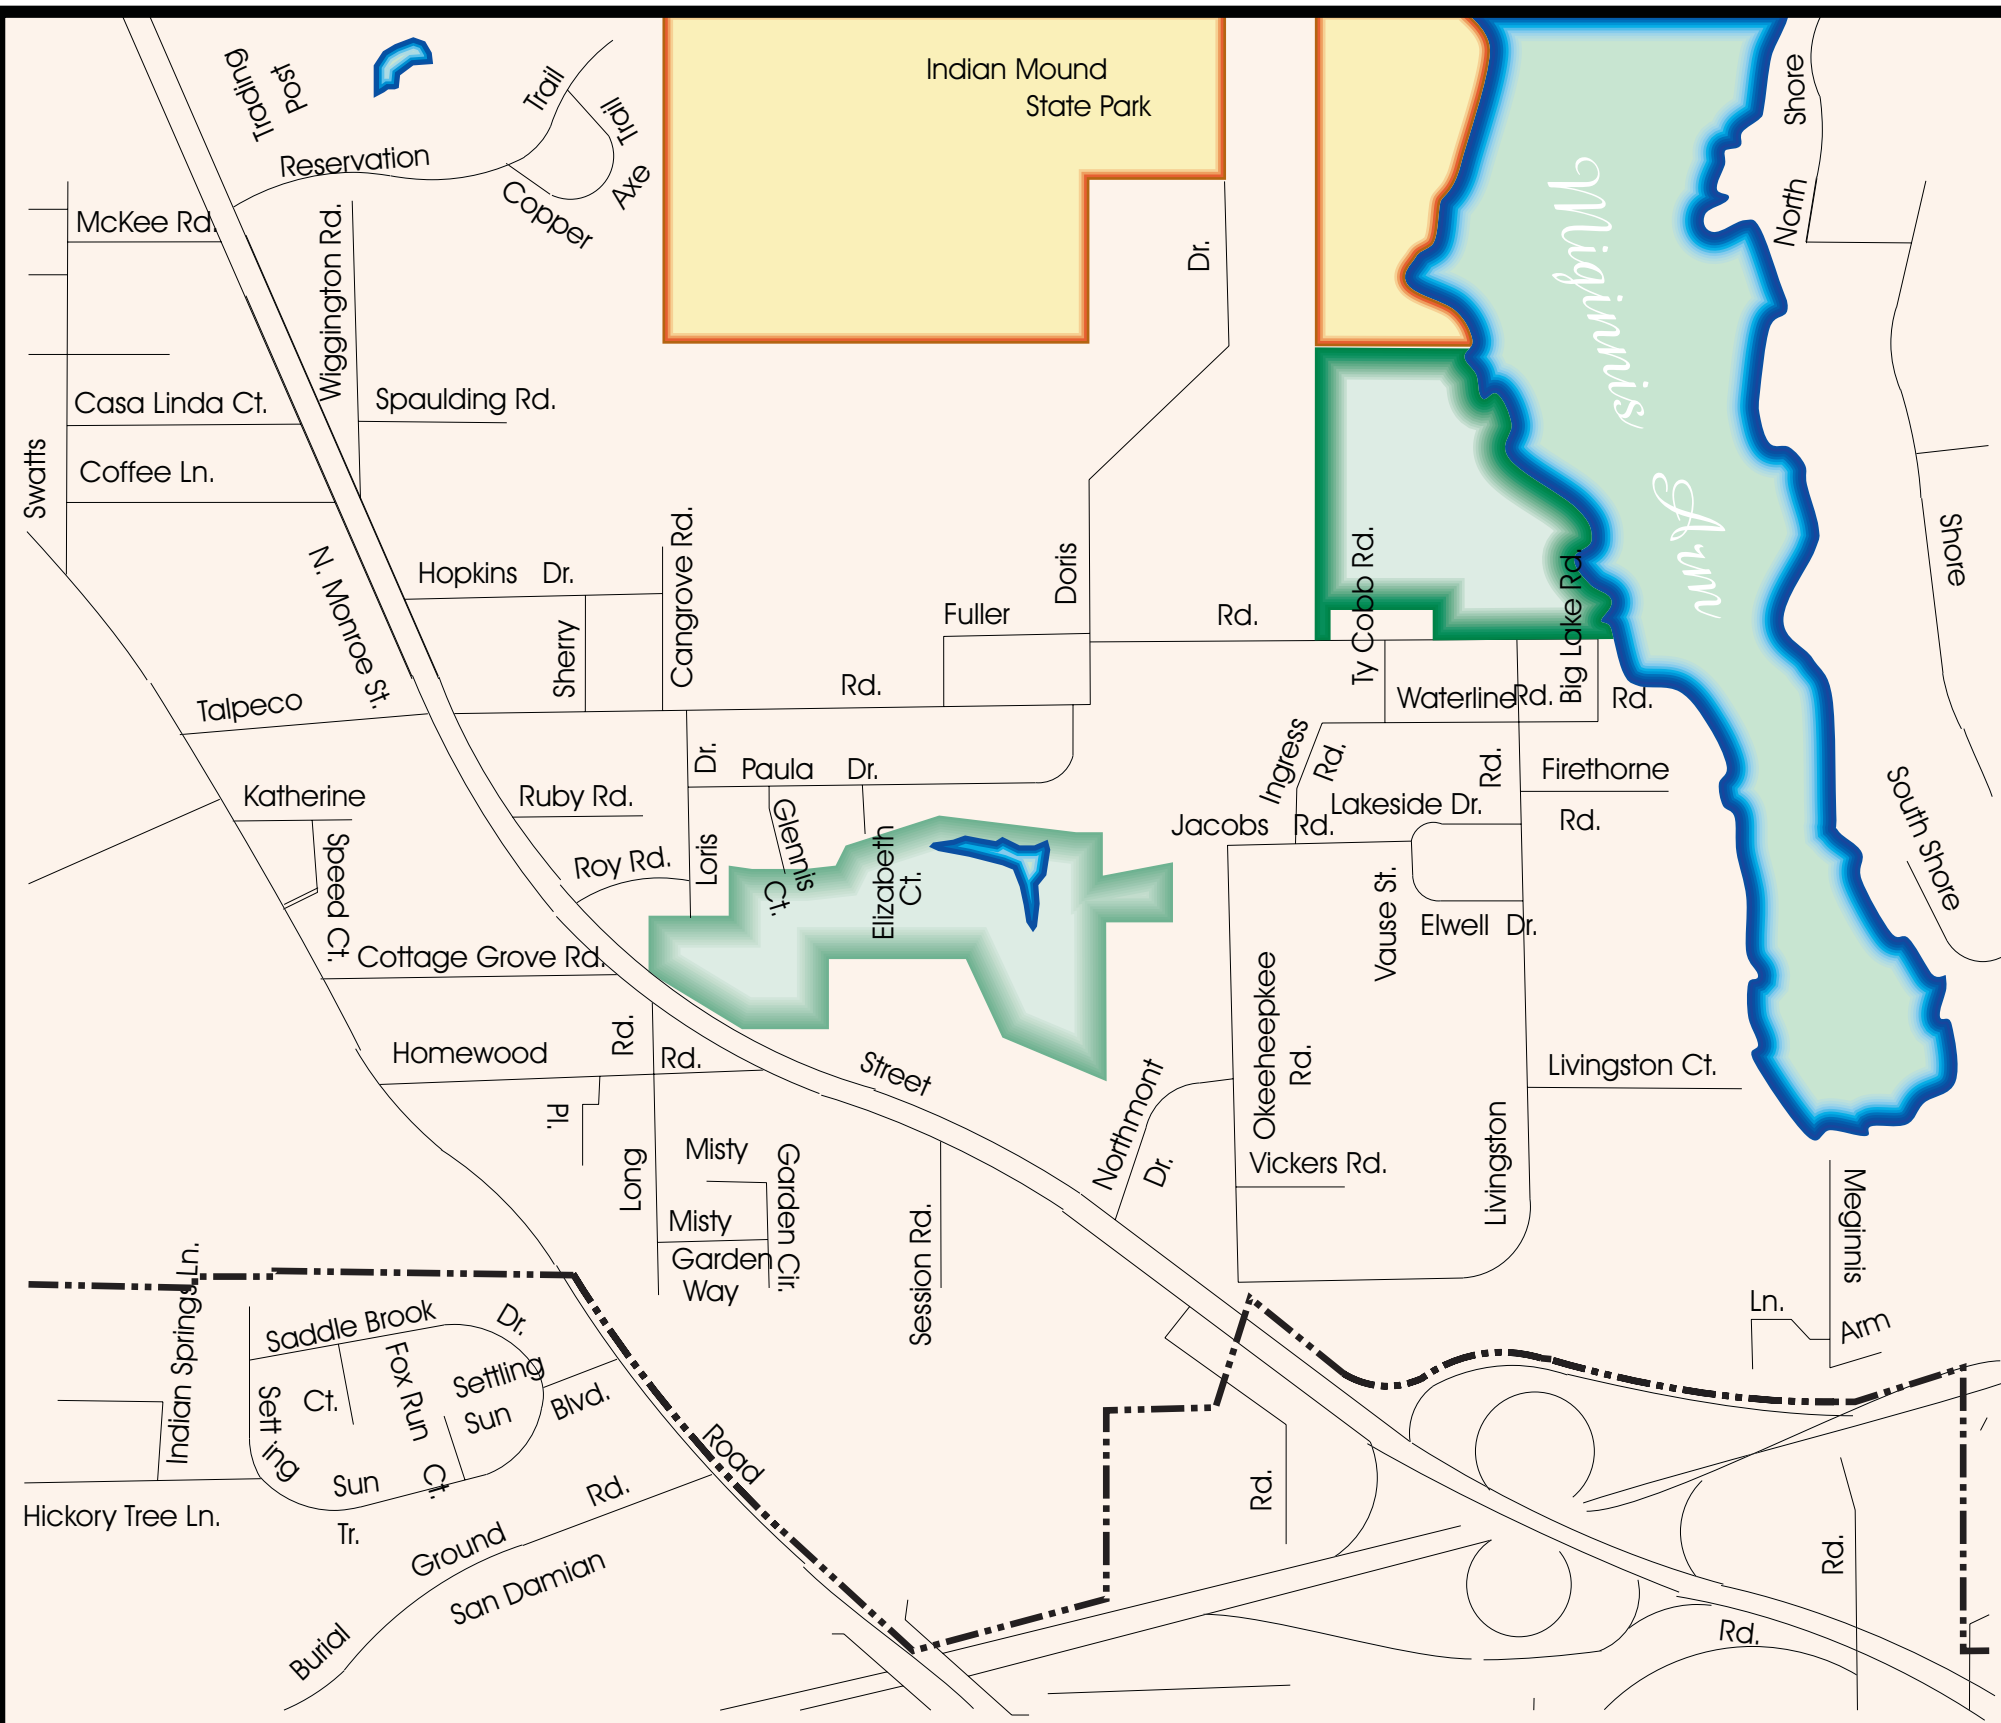 Indian Mound
State Park
Trading
Post
Reservation
Trail
Trail
Axe
Copper
McKee Rd.
Wiggington Rd.
Spaulding Rd.
Casa Linda Ct.
Coffee Ln.
Swatts
N. Monroe St.
Hopkins Dr.
Sherry
Cangrove Rd.
Fuller
Rd.
Doris
Dr.
Rd.
Ty Cobb Rd.
Big Lake Rd.
Waterline Rd.
Rd.
Miginnis
Arm
North
Shore
Shore
South Shore
Talpeco
Katherine
Speed Ct.
Ruby Rd.
Roy Rd.
Loris
Dr.
Paula Dr.
Glennis
Ct.
Elizabeth
Ct.
Ingress
Rd.
Rd.
Firethorne
Rd.
Lakeside Dr.
Jacobs Rd.
Vause St.
Elwell Dr.
Cottage Grove Rd.
Homewood
Rd.
Rd.
Pl.
Long
Misty
Garden Cir.
Misty
Garden
Way
Street
Session Rd.
Northmont
Dr.
Okeeheepkee
Rd.
Vickers Rd.
Livingston
Livingston Ct.
Meginnis
Arm
Ln.
Indian Springs Ln.
Saddle Brook
Dr.
Fox Run
Ct.
Ct.
Settling
Sun
Blvd.
Sett ing
Sun
Tr.
Hickory Tree Ln.
Road
Rd.
Ground
Burial
San Damian
Rd.
Rd.
Rd.